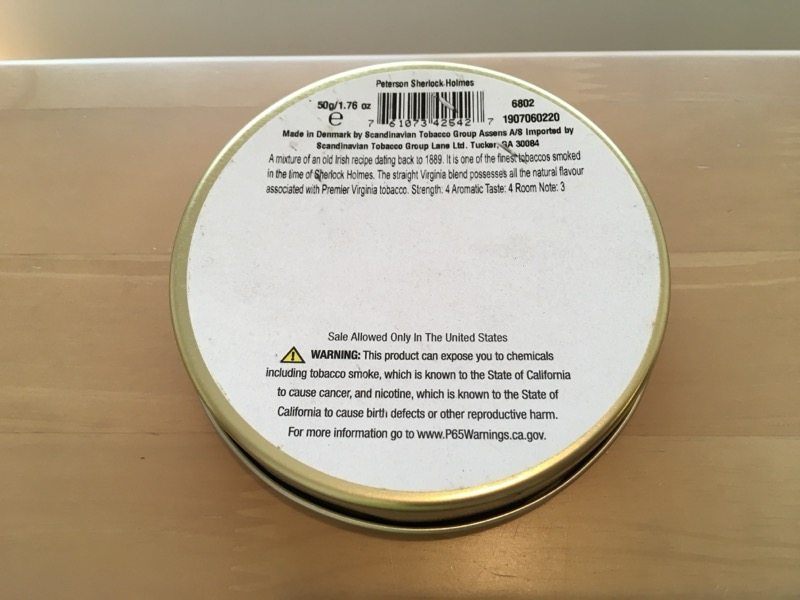 Peterson Sherlock Holmes
50g/1.76 oz
6802
e
7 61073 42542 7
1907060220
Made in Denmark by Scandinavian Tobacco Group Assens A/S Imported by
Scandinavian Tobacco Group Lane Ltd. Tucker, GA 30084
A mixture of an old Irish recipe dating back to 1889. It is one of the finest tobaccos smoked
in the time of Sherlock Holmes. The straight Virginia blend possesses all the natural flavour
associated with Premier Virginia tobacco. Strength: 4 Aromatic Taste: 4 Room Note: 3
Sale Allowed Only In The United States
WARNING: This product can expose you to chemicals
including tobacco smoke, which is known to the State of California
to cause cancer, and nicotine, which is known to the State of
California to cause birth defects or other reproductive harm.
For more information go to www.P65Warnings.ca.gov.